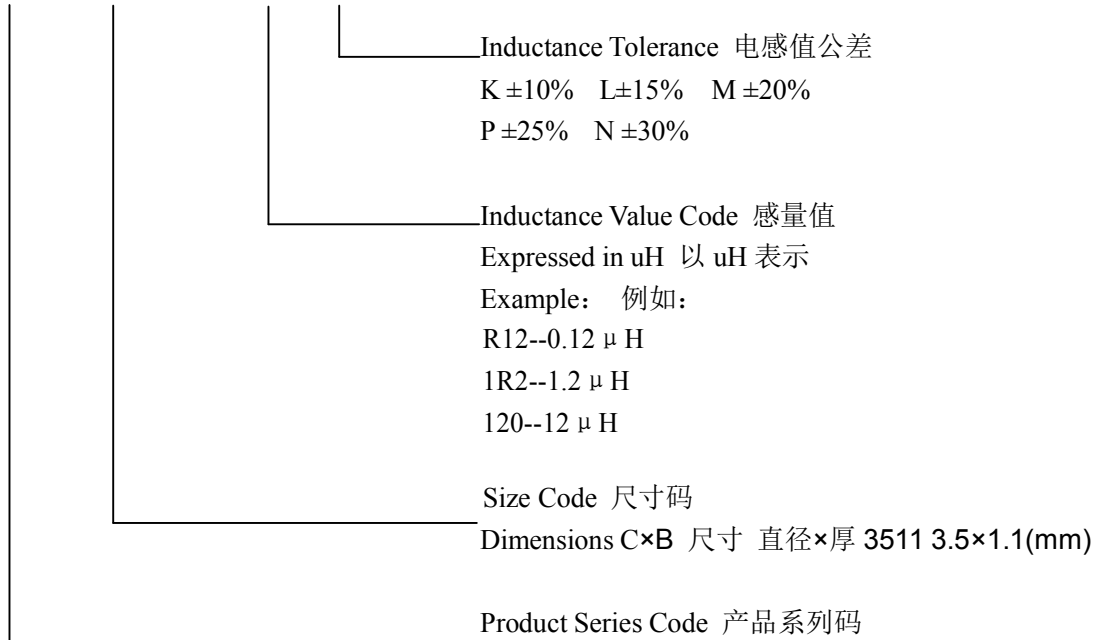 Inductance Tolerance 电感值公差
K ±10% L±15% M ±20%
P ±25% N ±30%
Inductance Value Code 感量值
Expressed in uH 以 uH 表示
Example： 例如：
R12--0.12 μ H
1R2--1.2 μ H
120--12 μ H
Size Code 尺寸码
Dimensions C×B 尺寸 直径×厚 3511 3.5×1.1(mm)
Product Series Code 产品系列码